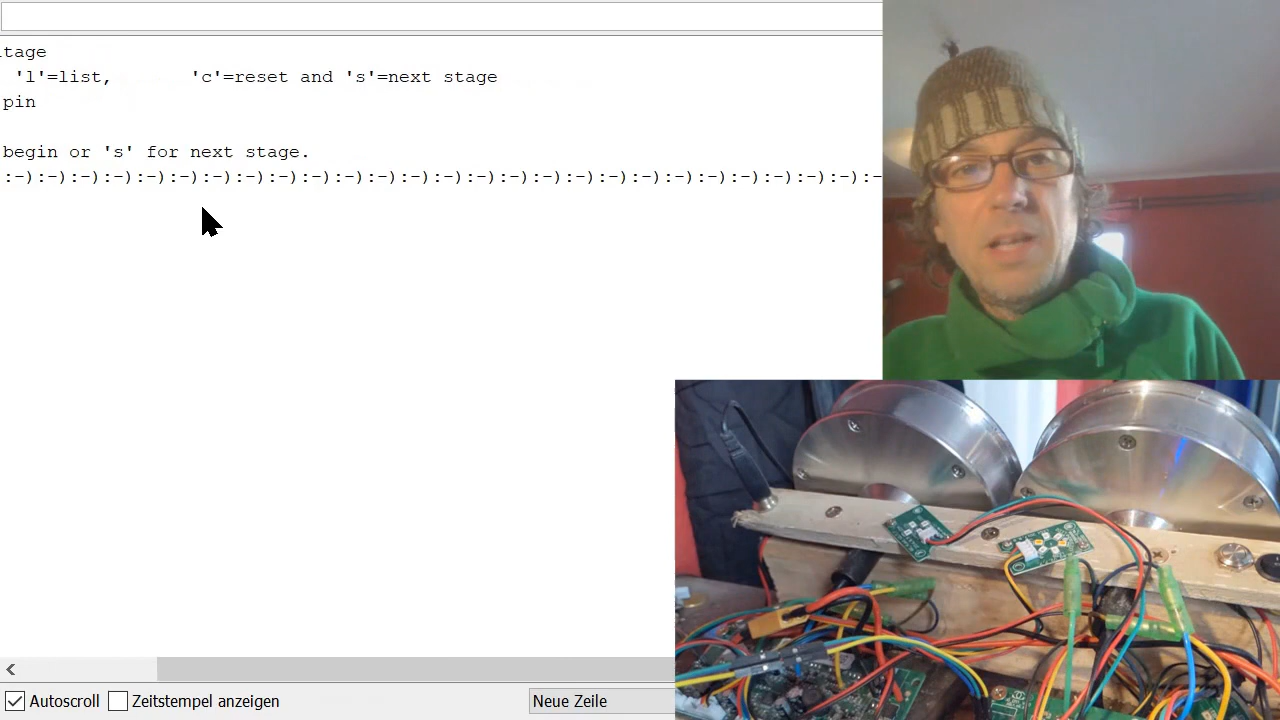 tage
'l'=list,       'c'=reset and 's'=next stage
pin
begin or 's' for next stage.
:-):-):-):-):-):-):-):-):-):-):-):-):-):-):-):-):-):-):-):-):-):-):-):-):-):-):-
Autoscroll
Zeitstempel anzeigen
Neue Zeile